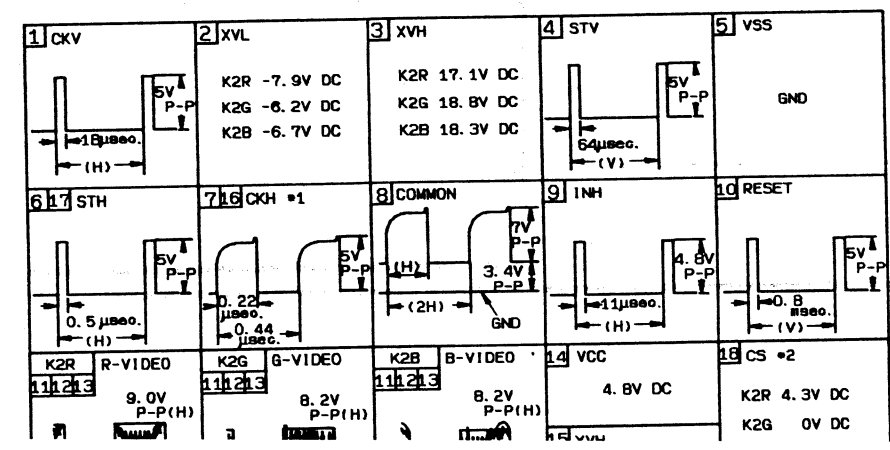 1 CKV
5V
P-P
18μsec.
(H)
2 XVL
K2R -7.9V DC
K2G -6.2V DC
K2B -6.7V DC
3 XVH
K2R 17.1V DC
K2G 18.8V DC
K2B 18.3V DC
4 STV
5V
P-P
64μsec.
(V)
5 VSS
GND
6 17 STH
5V
P-P
0.5μsec.
(H)
7 16 CKH *1
5V
P-P
0.22
μsec.
0.44
μsec.
8 COMMON
7V
P-P
(H)
3.4V
P-P
(2H)
GND
9 INH
4.8V
P-P
11μsec.
(H)
10 RESET
5V
P-P
0.8
msec.
(V)
K2R R-VIDEO
11 12 13
9.0V
P-P(H)
K2G G-VIDEO
11 12 13
8.2V
P-P(H)
K2B B-VIDEO
11 12 13
8.2V
P-P(H)
14 VCC
4.8V DC
15 XVH
18 CS *2
K2R 4.3V DC
K2G 0V DC